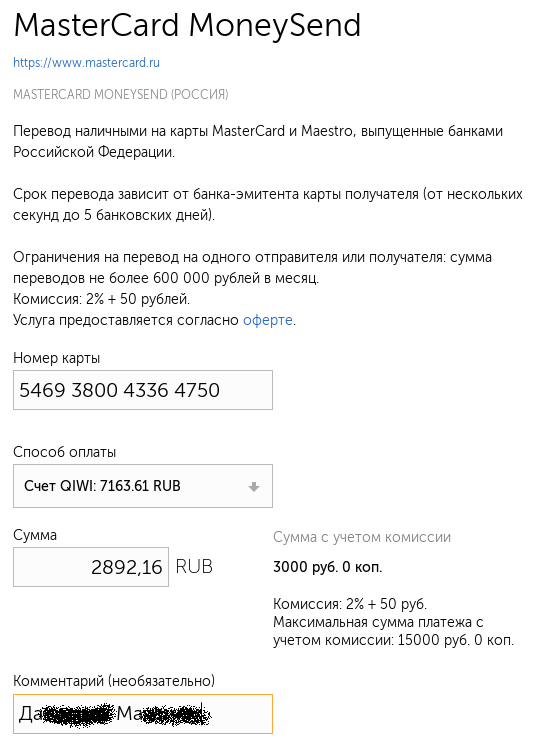 MasterCard MoneySend
https://www.mastercard.ru
MASTERCARD MONEYSEND (РОССИЯ)
Перевод наличными на карты MasterCard и Maestro, выпущенные банками
Российской Федерации.
Срок перевода зависит от банка-эмитента карты получателя (от нескольких
секунд до 5 банковских дней).
Ограничения на перевод на одного отправителя или получателя: сумма
переводов не более 600 000 рублей в месяц.
Комиссия: 2% + 50 рублей.
Услуга предоставляется согласно оферте.
Номер карты
5469 3800 4336 4750
Способ оплаты
Счет QIWI: 7163.61 RUB
Сумма
2892,16 RUB
Сумма с учетом комиссии
3000 руб. 0 коп.
Комиссия: 2% + 50 руб.
Максимальная сумма платежа с
учетом комиссии: 15000 руб. 0 коп.
Комментарий (необязательно)